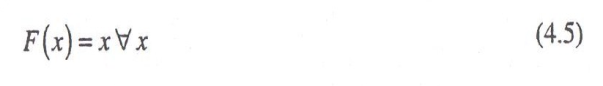 F(x) = x ∀ x (4.5)